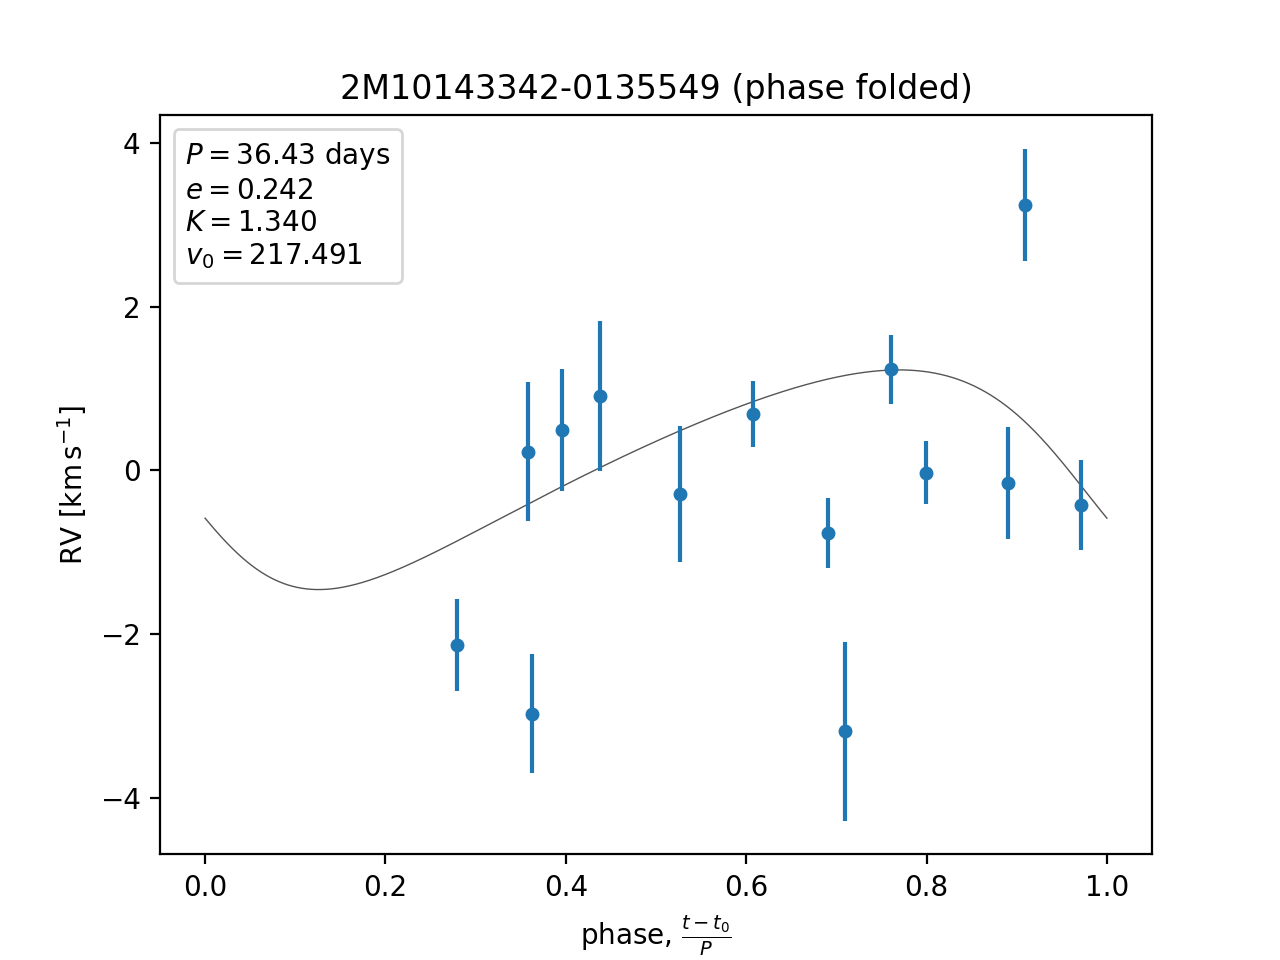 2M10143342-0135549 (phase folded)
P = 36.43 days
e = 0.242
K = 1.340
v₀ = 217.491
RV [km s⁻¹]
4
2
0
−2
−4
0.0 0.2 0.4 0.6 0.8 1.0
phase, (t − t₀)/P